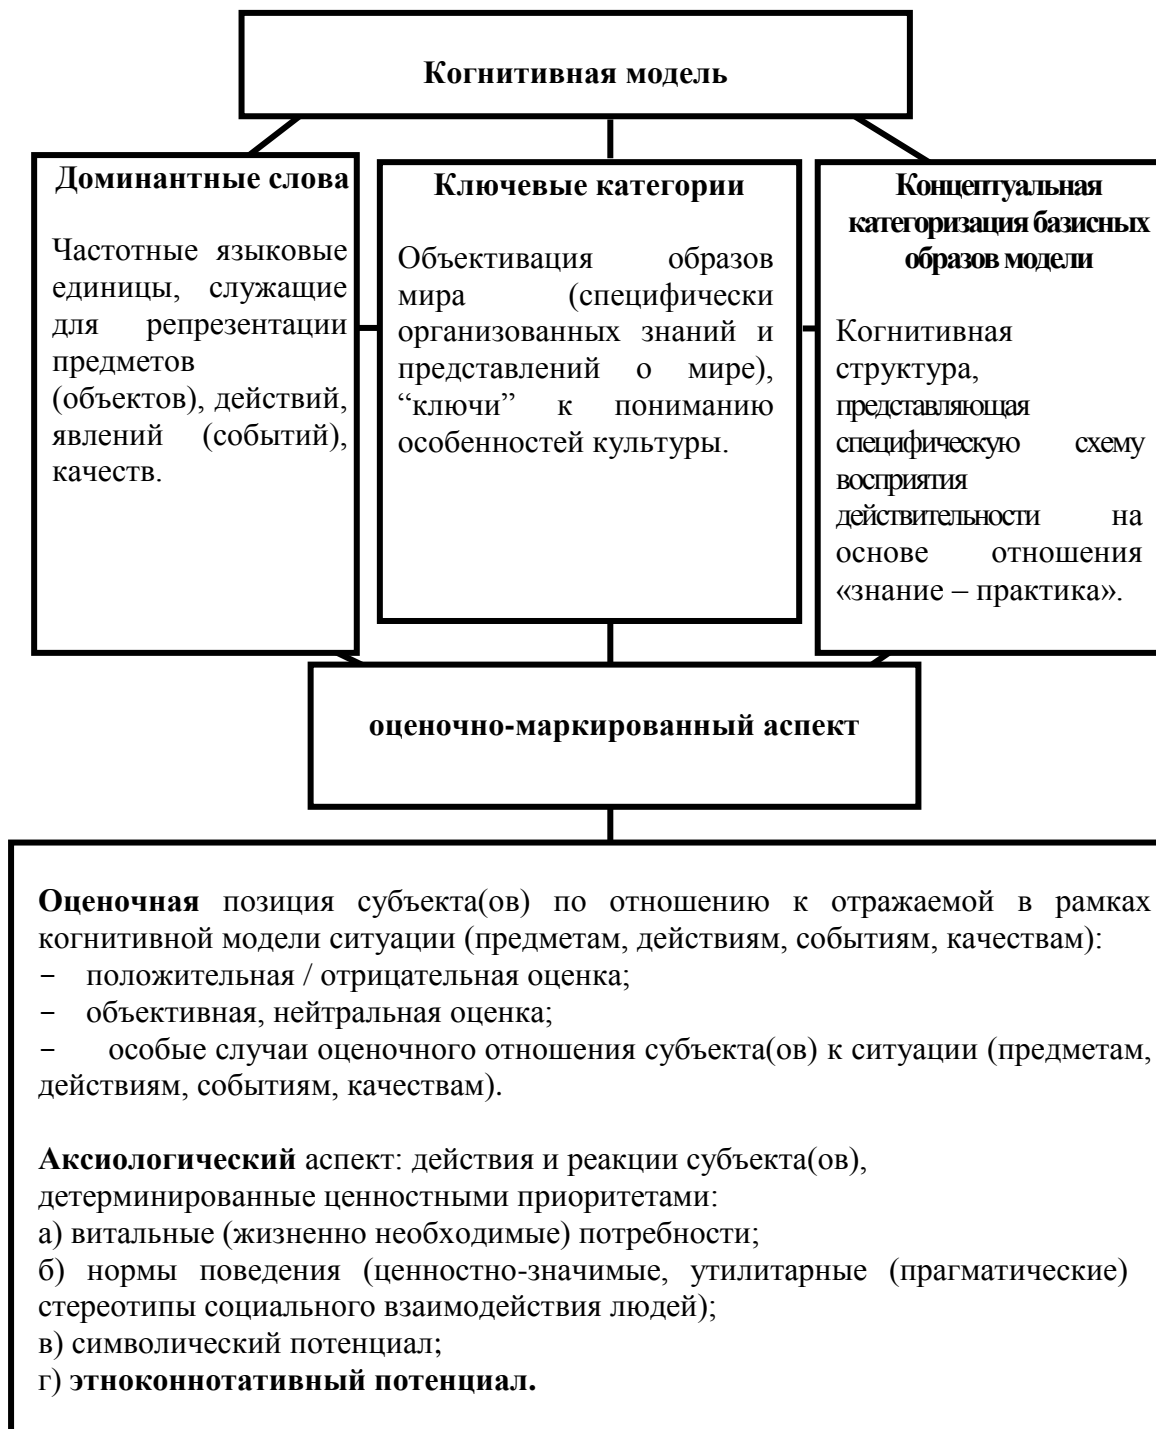 Когнитивная модель
Доминантные слова
Частотные языковые
единицы, служащие
для репрезентации
предметов
(объектов), действий,
явлений (событий),
качеств.
Ключевые категории
Объективация образов
мира (специфически
организованных знаний и
представлений о мире),
“ключи” к пониманию
особенностей культуры.
Концептуальная
категоризация базисных
образов модели
Когнитивная
структура,
представляющая
специфическую схему
восприятия
действительности на
основе отношения
«знание – практика».
оценочно-маркированный аспект
Оценочная позиция субъекта(ов) по отношению к отражаемой в рамках
когнитивной модели ситуации (предметам, действиям, событиям, качествам):
− положительная / отрицательная оценка;
− объективная, нейтральная оценка;
− особые случаи оценочного отношения субъекта(ов) к ситуации (предметам,
действиям, событиям, качествам).
Аксиологический аспект: действия и реакции субъекта(ов),
детерминированные ценностными приоритетами:
а) витальные (жизненно необходимые) потребности;
б) нормы поведения (ценностно-значимые, утилитарные (прагматические)
стереотипы социального взаимодействия людей);
в) символический потенциал;
г) этноконнотативный потенциал.